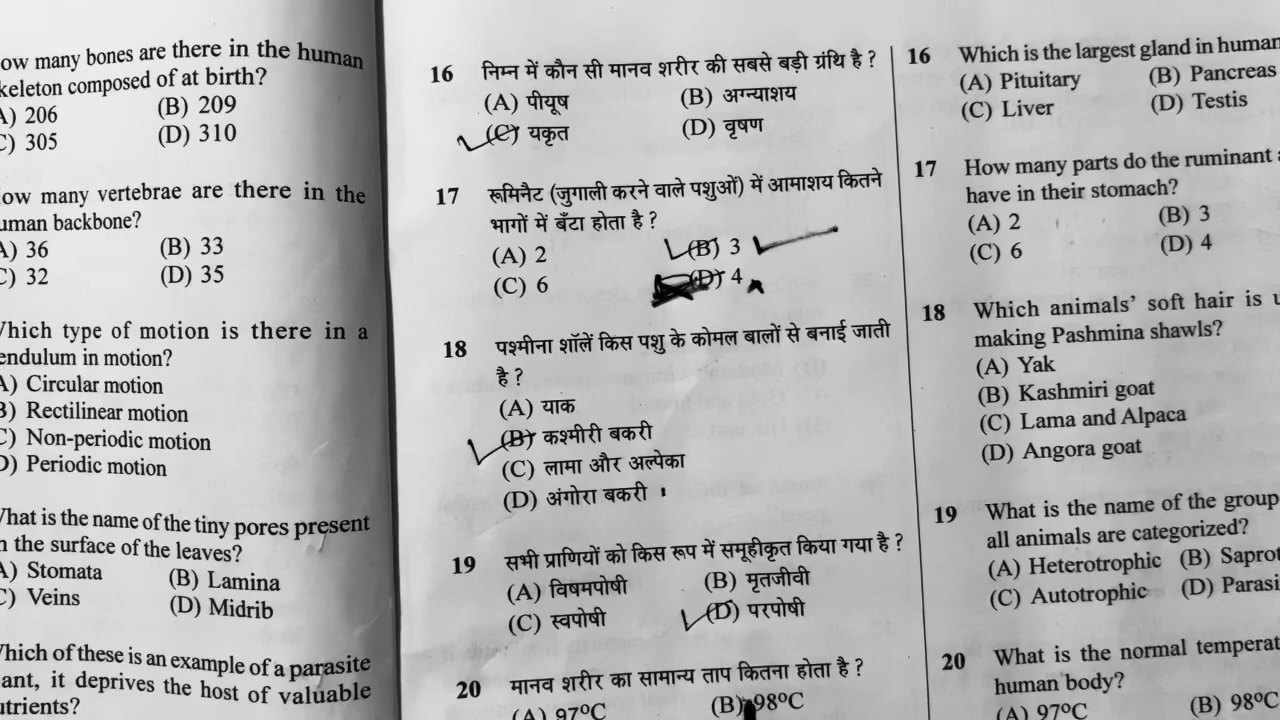 ow many bones are there in the human
keleton composed of at birth?
A) 206 (B) 209
C) 305 (D) 310
ow many vertebrae are there in the
uman backbone?
A) 36 (B) 33
C) 32 (D) 35
Which type of motion is there in a
endulum in motion?
A) Circular motion
B) Rectilinear motion
C) Non-periodic motion
D) Periodic motion
What is the name of the tiny pores present
n the surface of the leaves?
A) Stomata (B) Lamina
C) Veins (D) Midrib
Which of these is an example of a parasite
lant, it deprives the host of valuable
utrients?
16 निम्न में कौन सी मानव शरीर की सबसे बड़ी ग्रंथि है ?
(A) पीयूष (B) अग्न्याशय
(C) यकृत (D) वृषण
17 रूमिनैट (जुगाली करने वाले पशुओं) में आमाशय कितने
भागों में बँटा होता है ?
(A) 2 (B) 3
(C) 6 (D) 4
18 पश्मीना शॉलें किस पशु के कोमल बालों से बनाई जाती
है ?
(A) याक
(B) कश्मीरी बकरी
(C) लामा और अल्पेका
(D) अंगोरा बकरी
19 सभी प्राणियों को किस रूप में समूहीकृत किया गया है ?
(A) विषमपोषी (B) मृतजीवी
(C) स्वपोषी (D) परपोषी
20 मानव शरीर का सामान्य ताप कितना होता है ?
(A) 97ºC (B) 98ºC
16 Which is the largest gland in human
(A) Pituitary (B) Pancreas
(C) Liver (D) Testis
17 How many parts do the ruminant a
have in their stomach?
(A) 2 (B) 3
(C) 6 (D) 4
18 Which animals’ soft hair is u
making Pashmina shawls?
(A) Yak
(B) Kashmiri goat
(C) Lama and Alpaca
(D) Angora goat
19 What is the name of the group
all animals are categorized?
(A) Heterotrophic (B) Saprot
(C) Autotrophic (D) Parasi
20 What is the normal temperat
human body?
(A) 97ºC (B) 98ºC